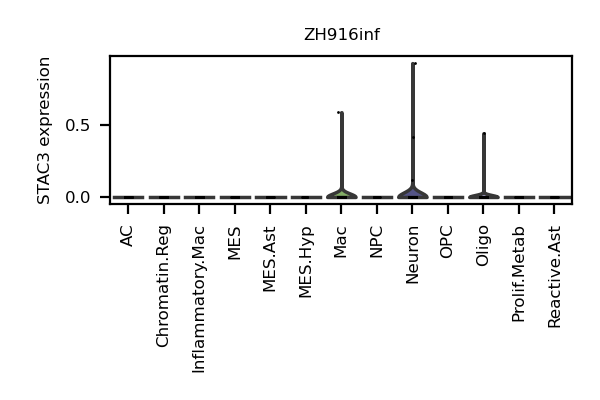 ZH916inf
STAC3 expression
0.5
0.0
AC
Chromatin.Reg
Inflammatory.Mac
MES
MES.Ast
MES.Hyp
Mac
NPC
Neuron
OPC
Oligo
Prolif.Metab
Reactive.Ast